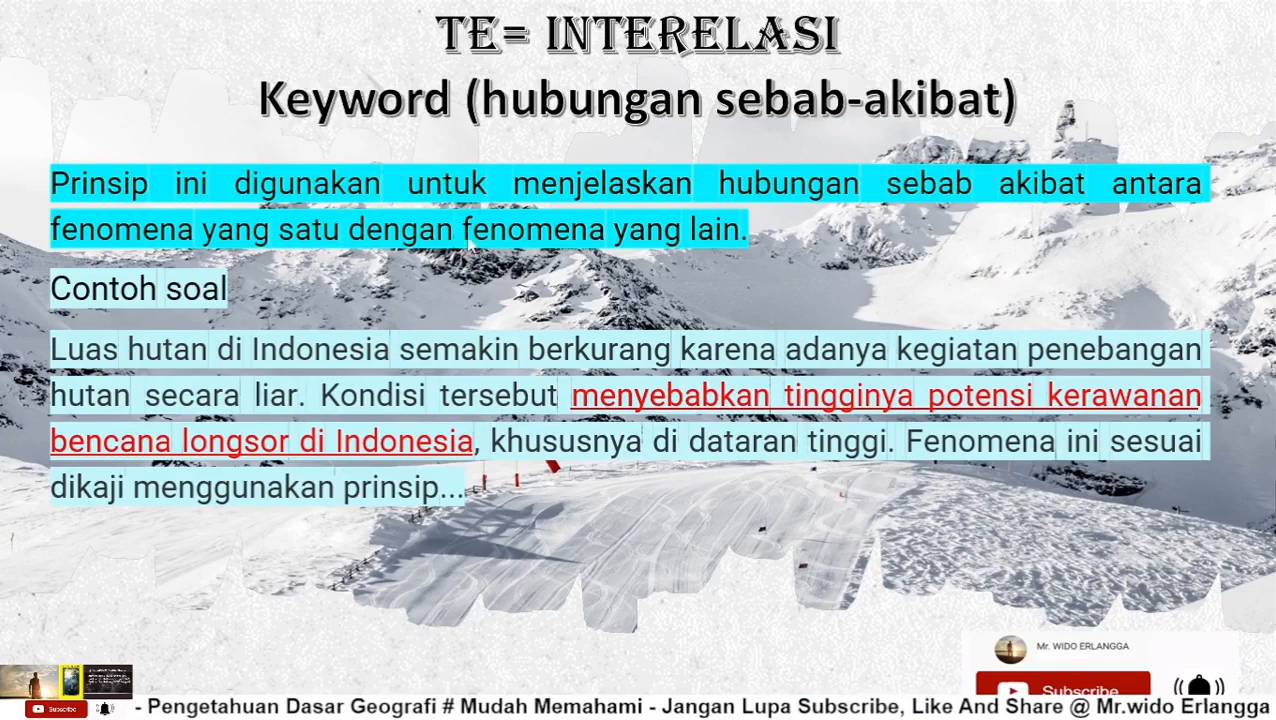 TE= INTERELASI
Keyword (hubungan sebab-akibat)
Prinsip ini digunakan untuk menjelaskan hubungan sebab akibat antara
fenomena yang satu dengan fenomena yang lain.
Contoh soal
Luas hutan di Indonesia semakin berkurang karena adanya kegiatan penebangan
hutan secara liar. Kondisi tersebut menyebabkan tingginya potensi kerawanan
bencana longsor di Indonesia, khususnya di dataran tinggi. Fenomena ini sesuai
dikaji menggunakan prinsip...
Mr. WIDO ERLANGGA
Subscribe
Subscribe
- Pengetahuan Dasar Geografi # Mudah Memahami - Jangan Lupa Subscribe, Like And Share @ Mr.wido Erlangga